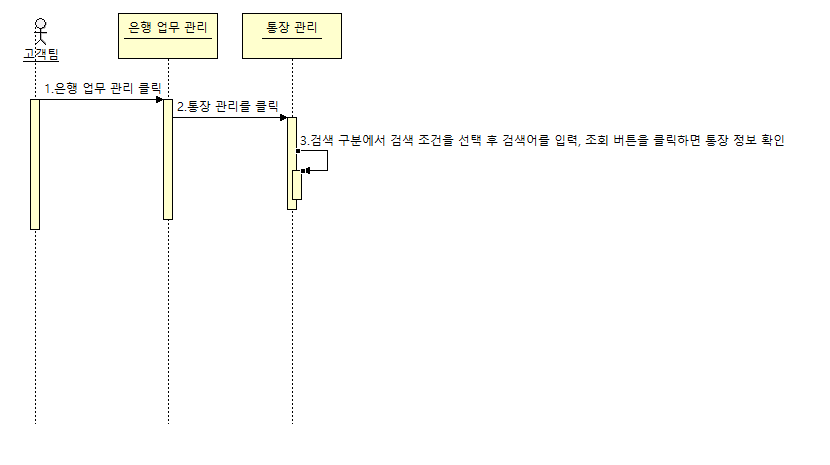 은행 업무 관리
통장 관리
고객팀
1.은행 업무 관리 클릭
2.통장 관리를 클릭
3.검색 구분에서 검색 조건을 선택 후 검색어를 입력, 조회 버튼을 클릭하면 통장 정보 확인